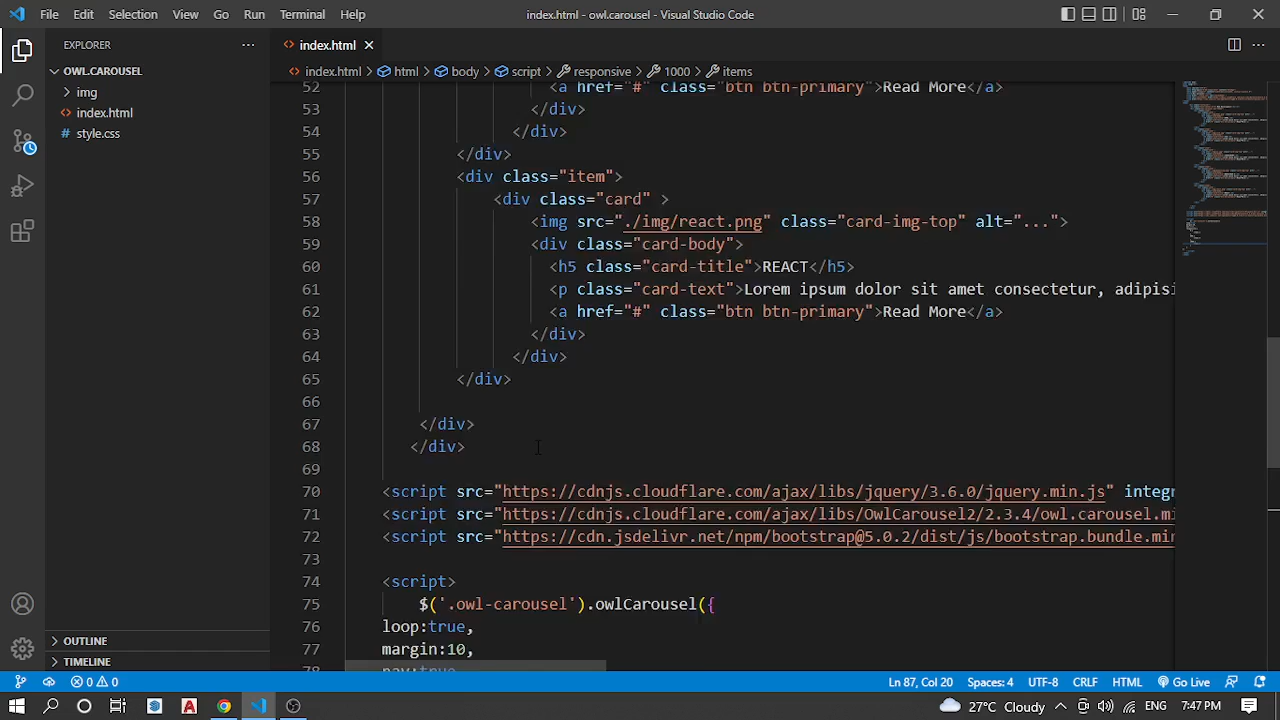 File Edit Selection View Go Run Terminal Help
index.html - owl.carousel - Visual Studio Code
EXPLORER
OWL.CAROUSEL
img
index.html
style.css
OUTLINE
TIMELINE
index.html
index.html > html > body > script > responsive > 1000 > items
52 <a href="#" class="btn btn-primary">Read More</a>
53 </div>
54 </div>
55 </div>
56 <div class="item">
57 <div class="card" >
58 <img src="./img/react.png" class="card-img-top" alt="...">
59 <div class="card-body">
60 <h5 class="card-title">REACT</h5>
61 <p class="card-text">Lorem ipsum dolor sit amet consectetur, adipisi
62 <a href="#" class="btn btn-primary">Read More</a>
63 </div>
64 </div>
65 </div>
66
67 </div>
68 </div>
69
70 <script src="https://cdnjs.cloudflare.com/ajax/libs/jquery/3.6.0/jquery.min.js" integr
71 <script src="https://cdnjs.cloudflare.com/ajax/libs/OwlCarousel2/2.3.4/owl.carousel.mi
72 <script src="https://cdn.jsdelivr.net/npm/bootstrap@5.0.2/dist/js/bootstrap.bundle.min
73
74 <script>
75 $('.owl-carousel').owlCarousel({
76 loop:true,
77 margin:10,
78 nav:true
0 0 Ln 87, Col 20 Spaces: 4 UTF-8 CRLF HTML Go Live
27°C Cloudy ENG 7:47 PM